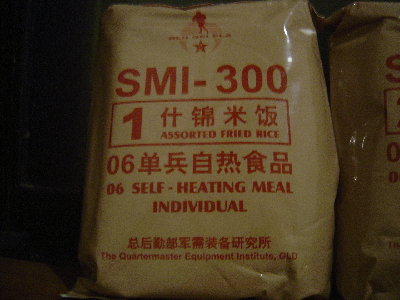 SMI-300
1 什锦米饭
ASSORTED FRIED RICE
06单兵自热食品
06 SELF-HEATING MEAL
INDIVIDUAL
总后勤部军需装备研究所
The Quartermaster Equipment Institute, GLD